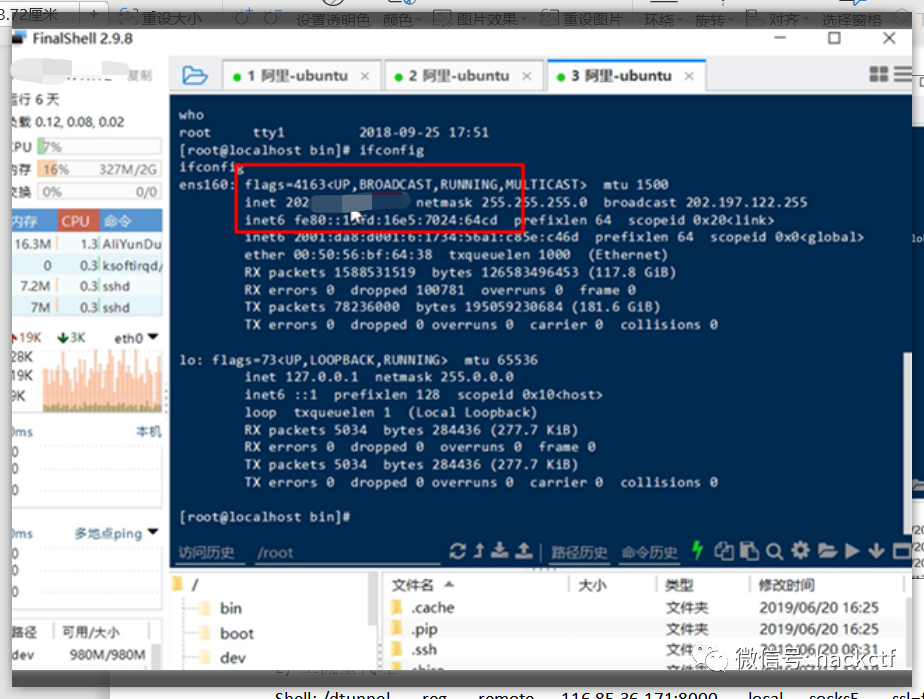 3.72厘米
重设大小
设置透明色 颜色 图片效果 重设图片 环绕 旋转 对齐 选择窗格
FinalShell 2.9.8
复制
运行 6 天
负载 0.12, 0.08, 0.02
CPU 7%
内存 16% 327M/2G
交换 0% 0/0
内存 CPU 命令
16.3M 1.3 AliYunDu
0 0.3 ksoftirqd/
7.2M 0.3 sshd
7M 0.3 sshd
19K 3K eth0
28K
19K
9K
0ms 本机
0
0
0ms 多地点ping
0
0
0
路径 可用/大小
dev 980M/980M
1 阿里-ubuntu ×
2 阿里-ubuntu ×
3 阿里-ubuntu ×
who
root tty1 2018-09-25 17:51
[root@localhost bin]# ifconfig
ifconfig
ens160: flags=4163<UP,BROADCAST,RUNNING,MULTICAST> mtu 1500
inet 202 netmask 255.255.255.0 broadcast 202.197.122.255
inet6 prefixlen 64 scopeid 0x20<link>
inet6 2001:da8:d001:6:1734:56a1:c85e:c46d prefixlen 64 scopeid 0x0<global>
ether 00:50:56:bf:64:38 txqueuelen 1000 (Ethernet)
RX packets 1588531519 bytes 126583496453 (117.8 GiB)
RX errors 0 dropped 100781 overruns 0 frame 0
TX packets 78236000 bytes 195059230684 (181.6 GiB)
TX errors 0 dropped 0 overruns 0 carrier 0 collisions 0
lo: flags=73<UP,LOOPBACK,RUNNING> mtu 65536
inet 127.0.0.1 netmask 255.0.0.0
inet6 ::1 prefixlen 128 scopeid 0x10<host>
loop txqueuelen 1 (Local Loopback)
RX packets 5034 bytes 284436 (277.7 KiB)
RX errors 0 dropped 0 overruns 0 frame 0
TX packets 5034 bytes 284436 (277.7 KiB)
TX errors 0 dropped 0 overruns 0 carrier 0 collisions 0
[root@localhost bin]#
访问历史 /root 路径历史 命令历史
/
bin
boot
dev
文件名 大小 类型 修改时间
.cache 文件夹 2019/06/20 16:25
.pip 文件夹 2019/06/20 16:25
.ssh 文件夹 2019/06/20 08:31
微信号: hackctf
Shell:/dtunnel reg remote 116.85.36.171:8000 local socks5